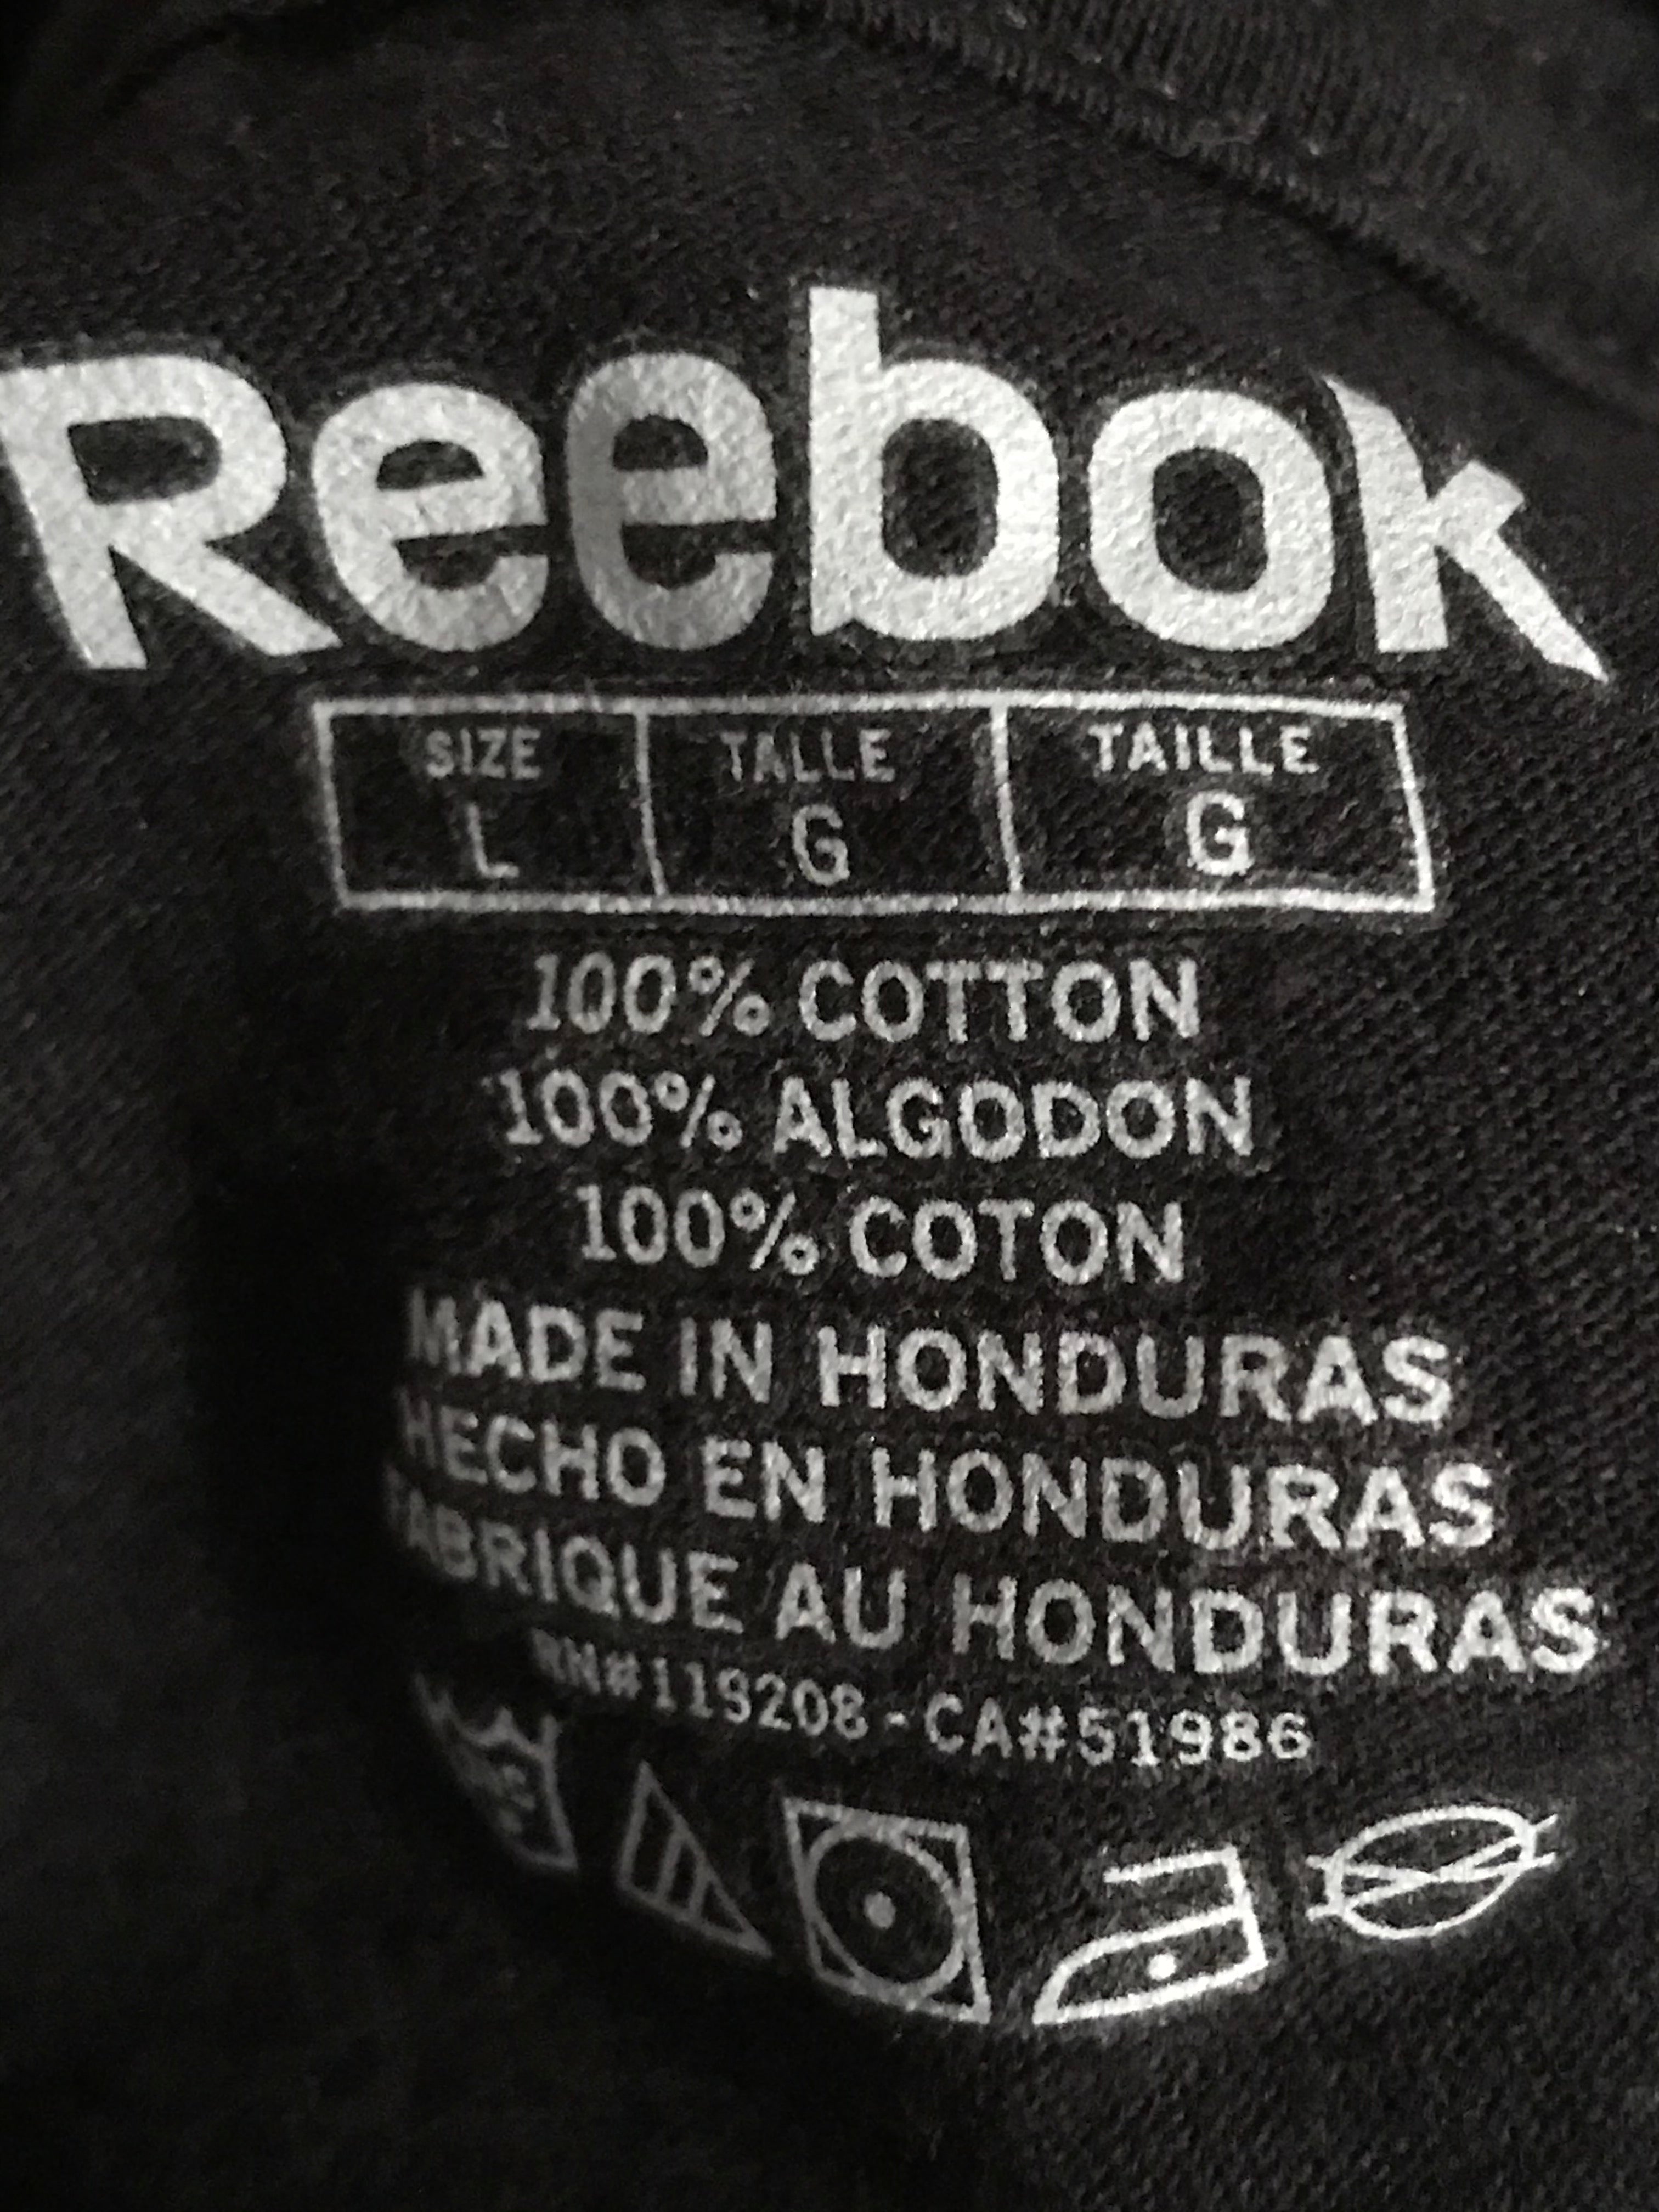 Reebok
SIZE TALLE TAILLE
L G G
100% COTTON
100% ALGODON
100% COTON
MADE IN HONDURAS
HECHO EN HONDURAS
FABRIQUE AU HONDURAS
RN#119208 - CA#51986